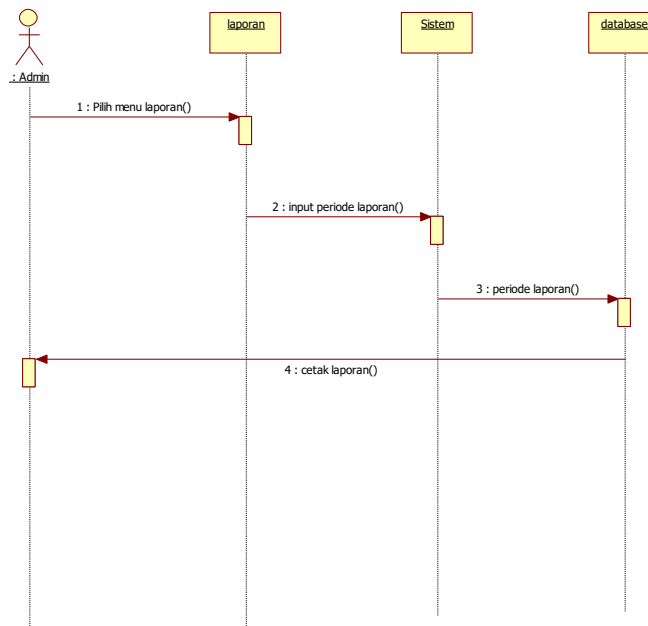 laporan
Sistem
database
: Admin
1 : Pilih menu laporan()
2 : input periode laporan()
3 : periode laporan()
4 : cetak laporan()